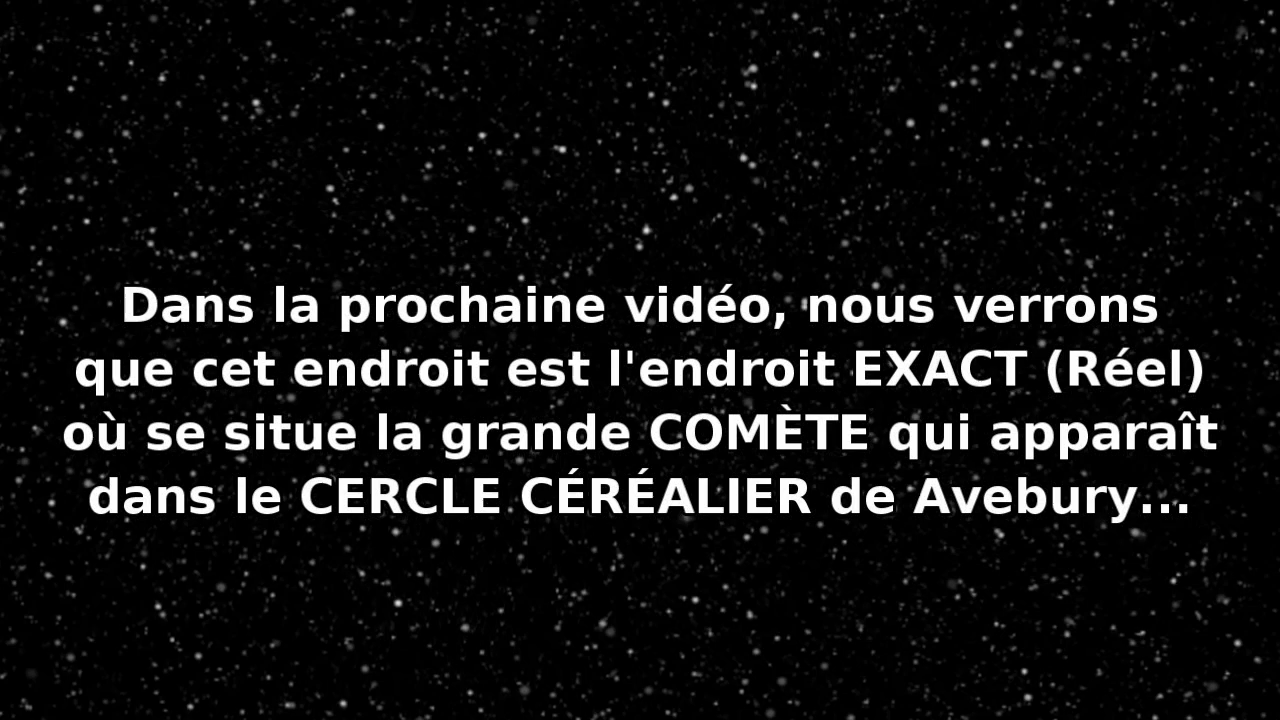 Dans la prochaine vidéo, nous verrons
que cet endroit est l'endroit EXACT (Réel)
où se situe la grande COMÈTE qui apparaît
dans le CERCLE CÉRÉALIER de Avebury...